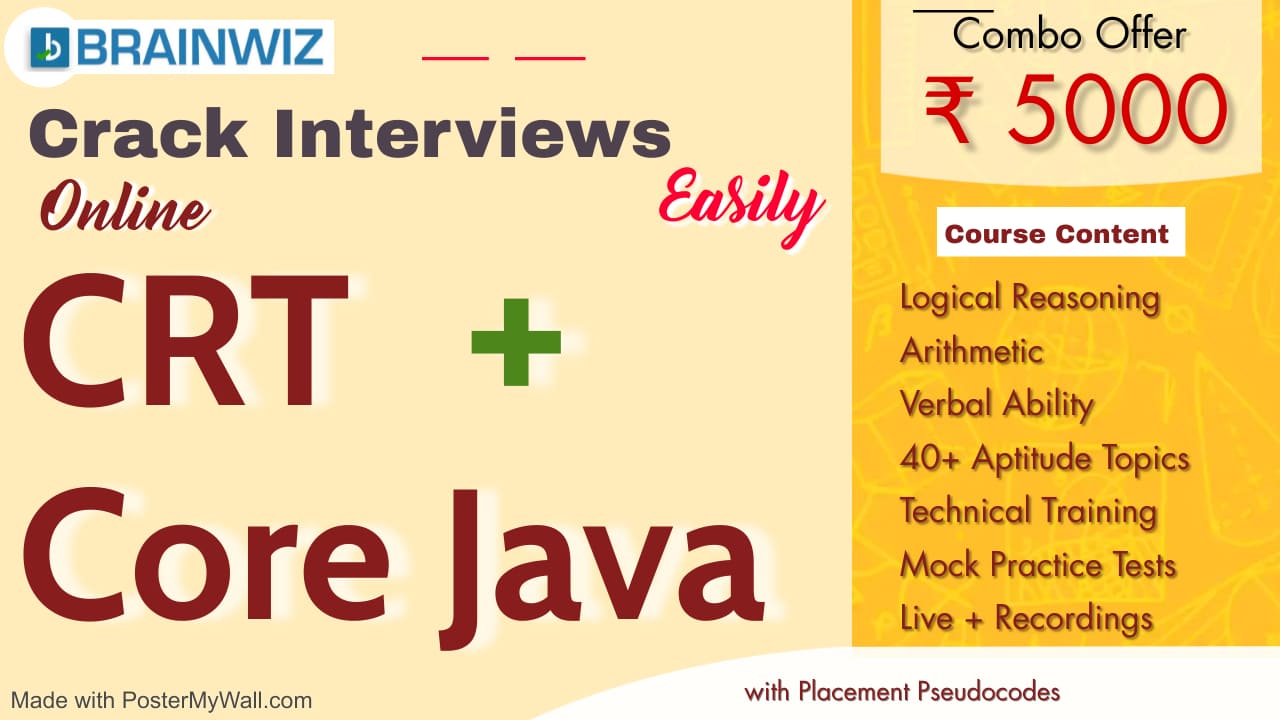 BRAINWIZ
Crack Interviews
Online
Easily
CRT +
Core Java
Combo Offer
₹ 5000
Course Content
Logical Reasoning
Arithmetic
Verbal Ability
40+ Aptitude Topics
Technical Training
Mock Practice Tests
Live + Recordings
with Placement Pseudocodes
Made with PosterMyWall.com